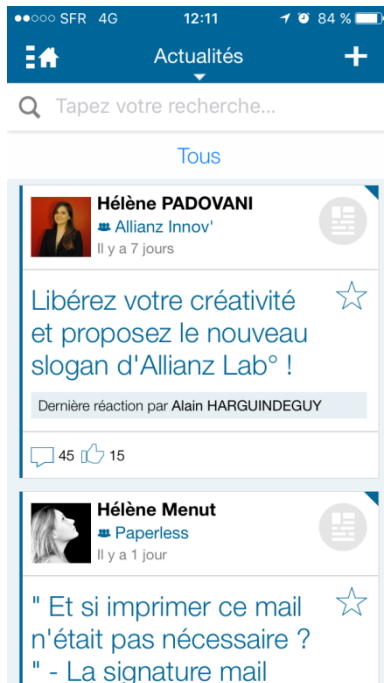 SFR 4G 12:11 84 %
Actualités
Tapez votre recherche...
Tous
Hélène PADOVANI
Allianz Innov'
Il y a 7 jours
Libérez votre créativité
et proposez le nouveau
slogan d'Allianz Lab° !
Dernière réaction par Alain HARGUINDEGUY
45 15
Hélène Menut
Paperless
Il y a 1 jour
" Et si imprimer ce mail
n'était pas nécessaire ?
" - La signature mail